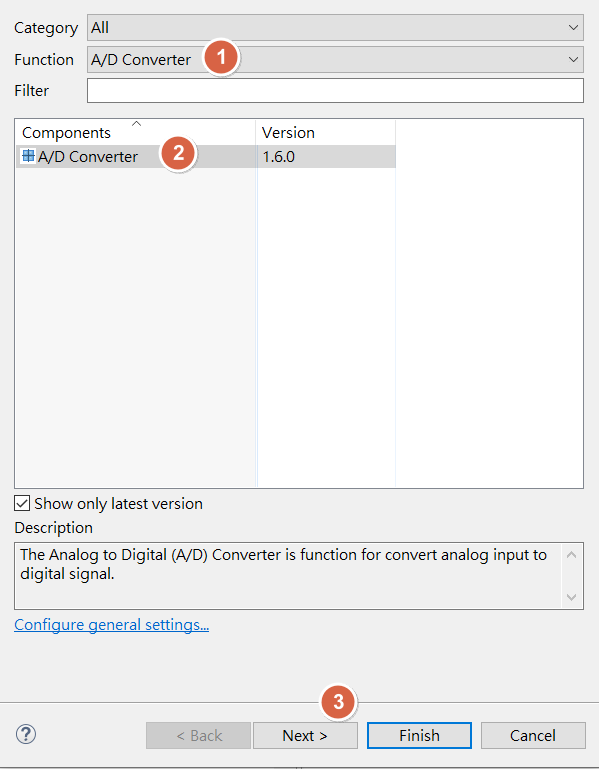 Category All
Function A/D Converter 1
Filter
Components Version
A/D Converter 2 1.6.0
Show only latest version
Description
The Analog to Digital (A/D) Converter is function for convert analog input to
digital signal.
Configure general settings...
3
? < Back Next > Finish Cancel